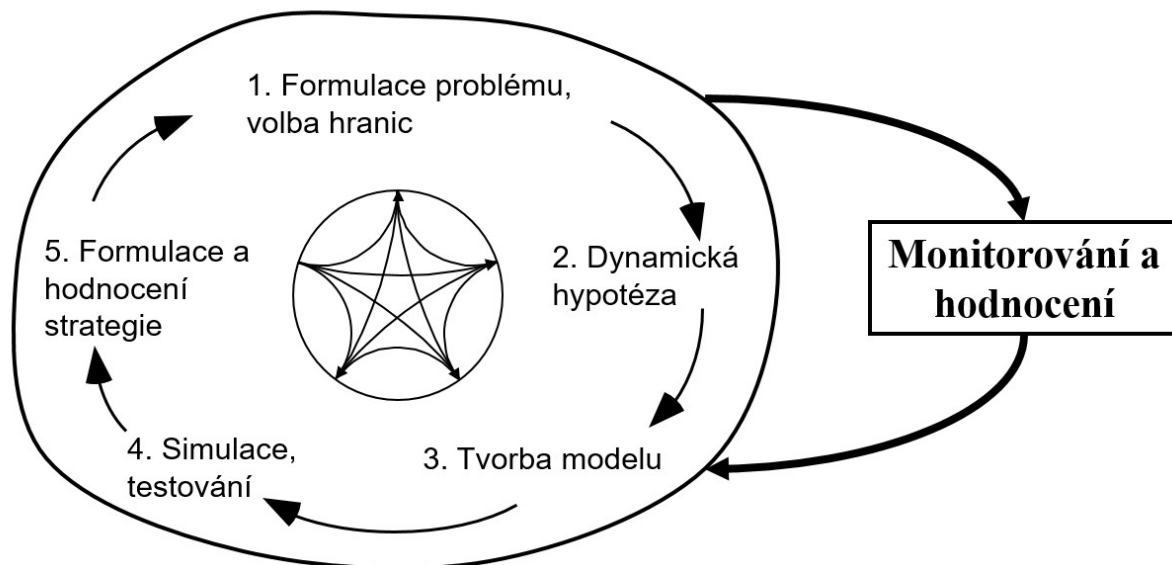 1. Formulace problému,
volba hranic
2. Dynamická
hypotéza
3. Tvorba modelu
4. Simulace,
testování
5. Formulace a
hodnocení
strategie
Monitorování a
hodnocení